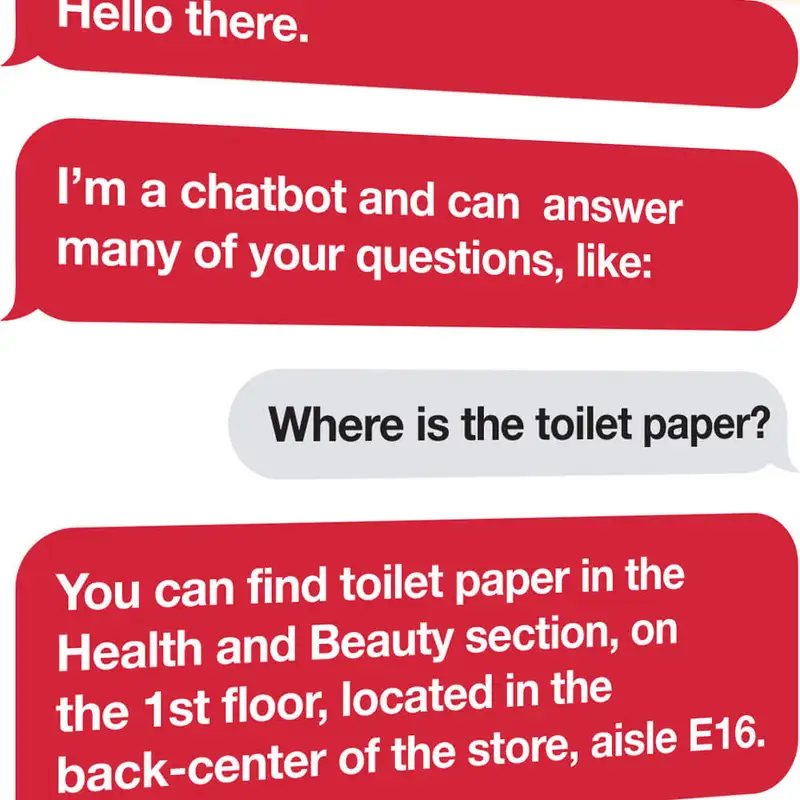 Hello there.
I’m a chatbot and can answer
many of your questions, like:
Where is the toilet paper?
You can find toilet paper in the
Health and Beauty section, on
the 1st floor, located in the
back-center of the store, aisle E16.